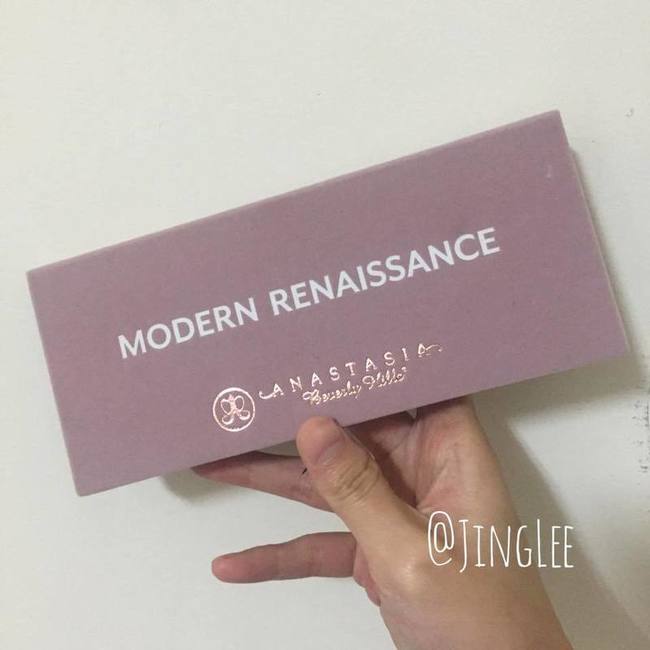 MODERN RENAISSANCE
ANASTASIA
Beverly Hills
@JINGLEE